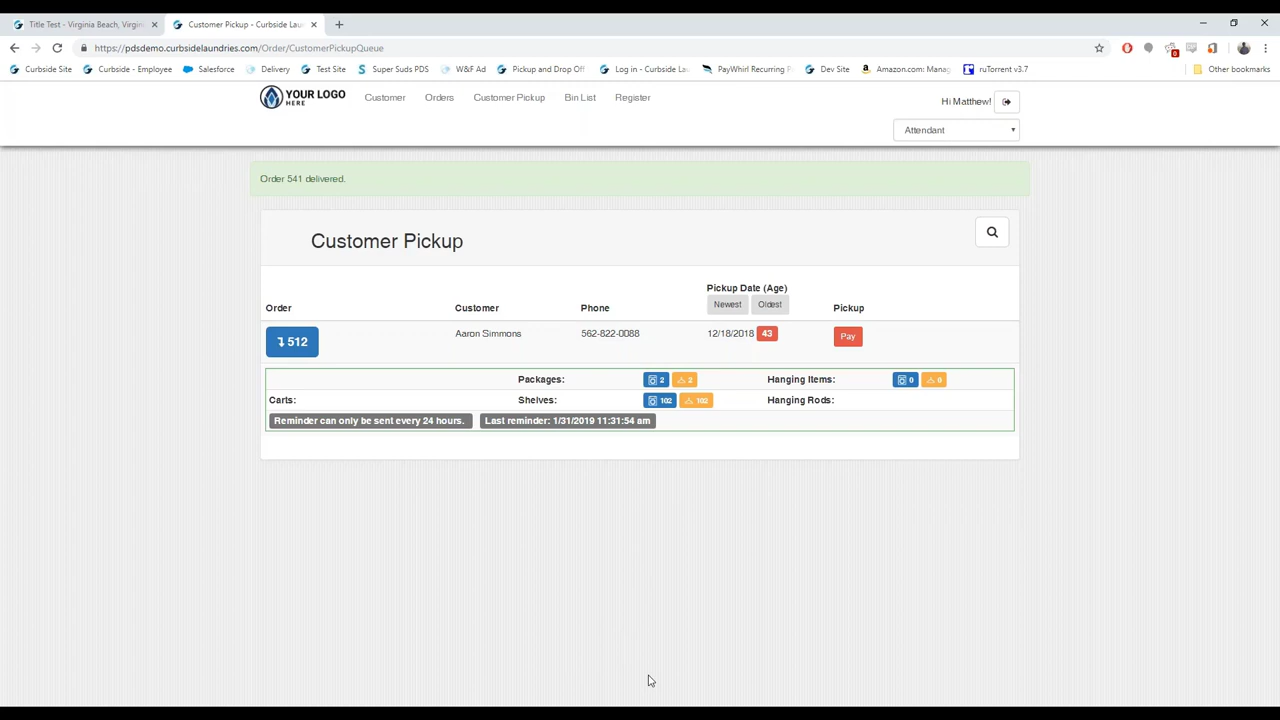 Title Test - Virginia Beach, Virgini
Customer Pickup - Curbside Lau
https://pdsdemo.curbsidelaundries.com/Order/CustomerPickupQueue
0
Curbside Site Curbside - Employee Salesforce Delivery Test Site Super Suds PDS W&F Ad Pickup and Drop Off Log in - Curbside La PayWhirl Recurring P Dev Site Amazon.com: Manag ruTorrent v3.7 Other bookmarks
YOUR LOGO
HERE
Customer Orders Customer Pickup Bin List Register
Hi Matthew!
Attendant
Order 541 delivered.
Customer Pickup
Pickup Date (Age)
Newest Oldest
Order Customer Phone Pickup
512 Aaron Simmons 562-822-0088 12/18/2018 43 Pay
Packages: 2 2 Hanging Items: 0 0
Carts: Shelves: 102 102 Hanging Rods:
Reminder can only be sent every 24 hours. Last reminder: 1/31/2019 11:31:54 am